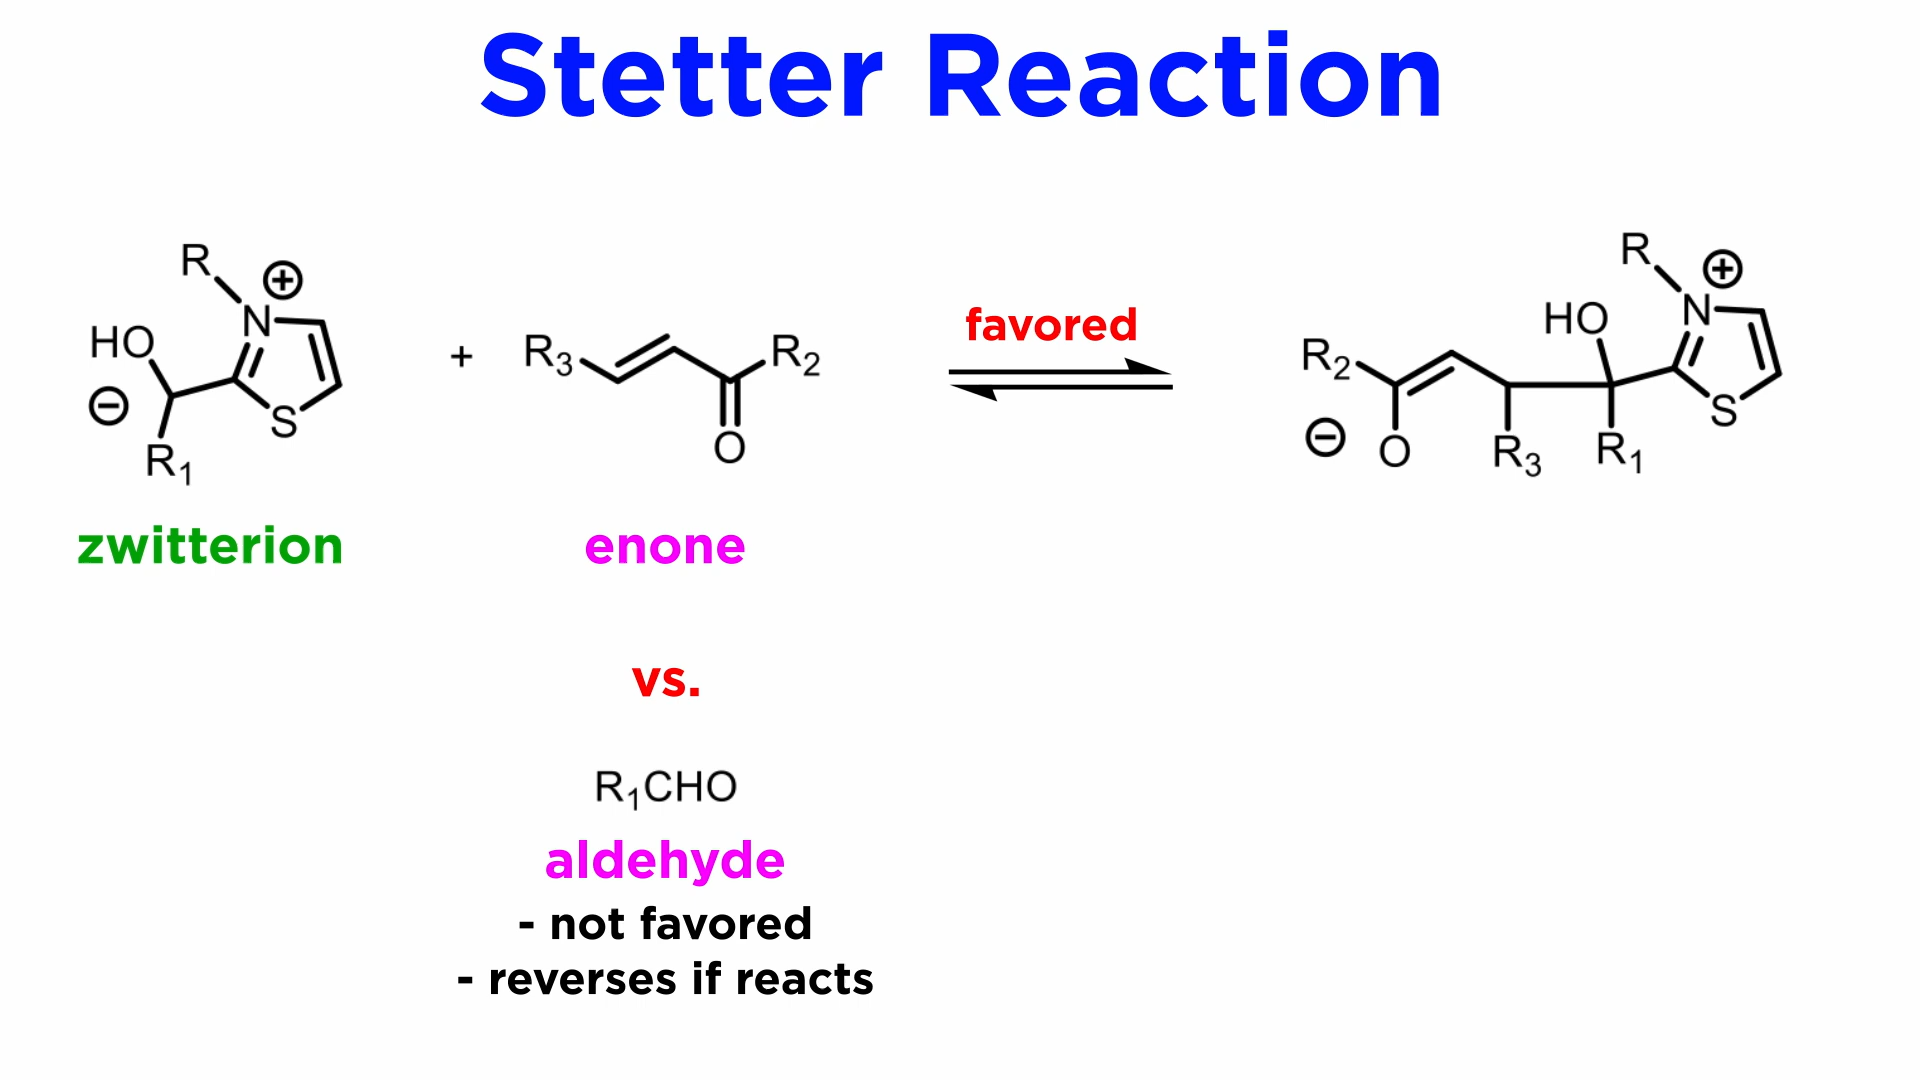 Stetter Reaction
R
⊕
N
HO
⊖
S
R₁
+
R₃
R₂
O
favored
R
⊕
N
HO
R₂
S
⊖
O
R₃
R₁
zwitterion
enone
vs.
R₁CHO
aldehyde
- not favored
- reverses if reacts